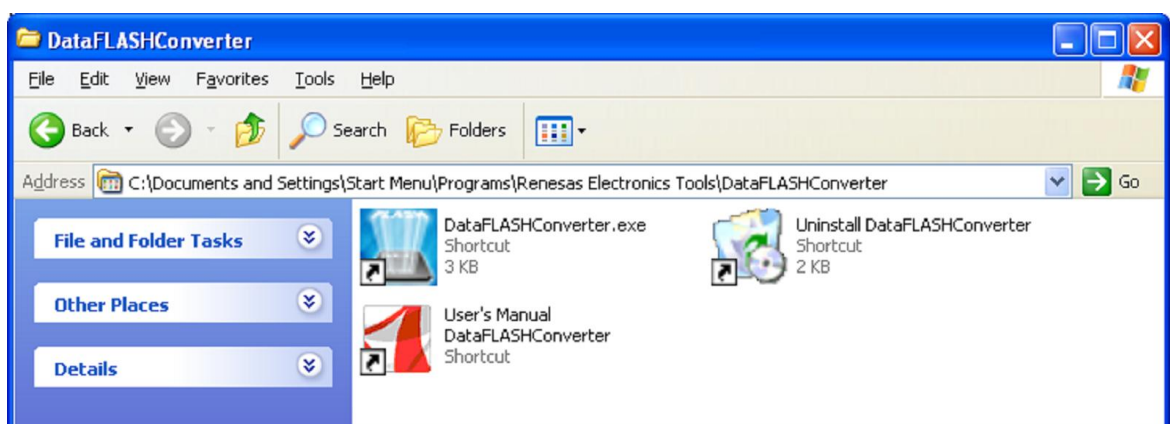 DataFLASHConverter
File Edit View Favorites Tools Help
Back Search Folders
Address C:\Documents and Settings\Start Menu\Programs\Renesas Electronics Tools\DataFLASHConverter Go
File and Folder Tasks
Other Places
Details
DataFLASHConverter.exe
Shortcut
3 KB
Uninstall DataFLASHConverter
Shortcut
2 KB
User's Manual
DataFLASHConverter
Shortcut